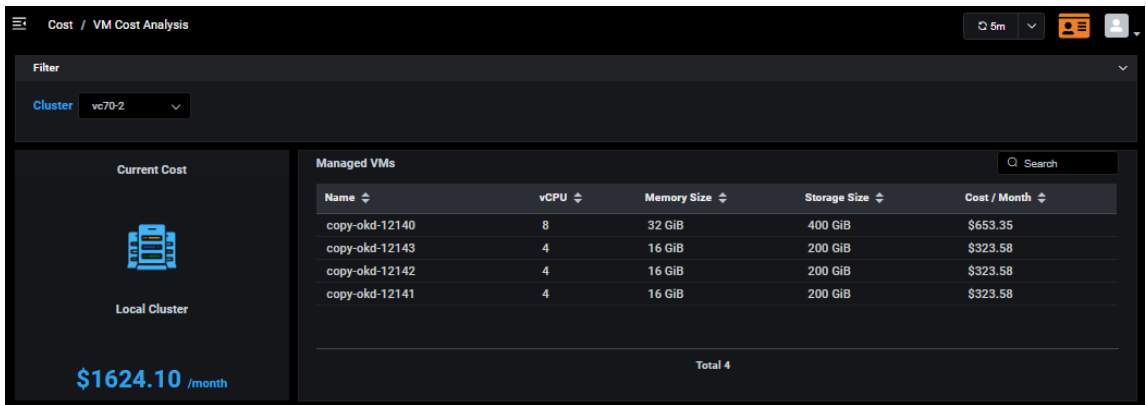 Cost / VM Cost Analysis
5m
Filter
Cluster vc70-2
Current Cost
Local Cluster
$1624.10 /month
Managed VMs
Search
Name vCPU Memory Size Storage Size Cost / Month
copy-okd-12140 8 32 GiB 400 GiB $653.35
copy-okd-12143 4 16 GiB 200 GiB $323.58
copy-okd-12142 4 16 GiB 200 GiB $323.58
copy-okd-12141 4 16 GiB 200 GiB $323.58
Total 4